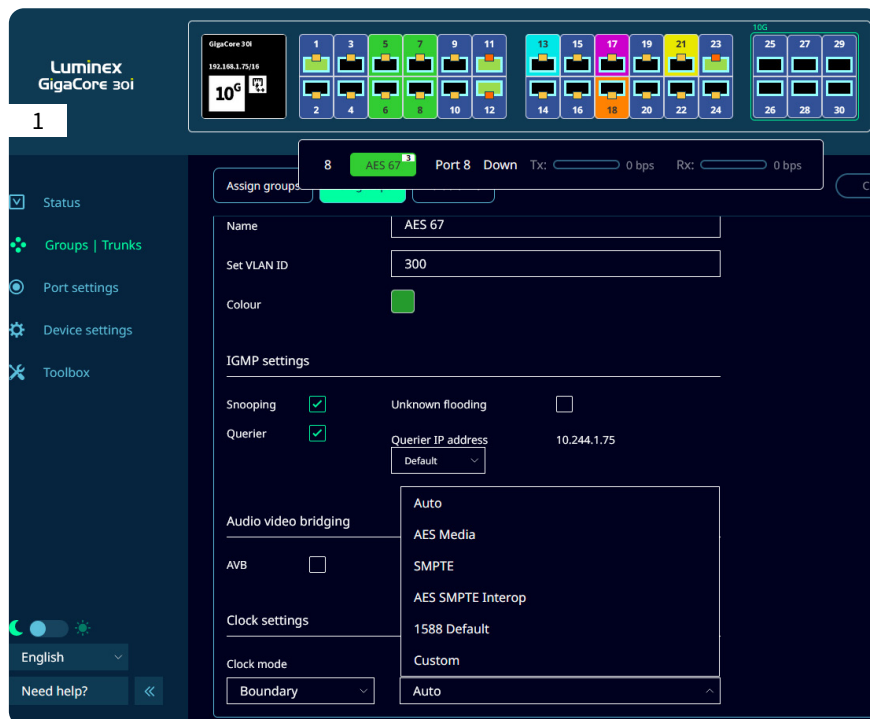 GigaCore 30i
192.168.1.75/16
10G
1 3 5 7 9 11
2 4 6 8 10 12
13 15 17 19 21 23
14 16 18 20 22 24
10G
25 27 29
26 28 30
Luminex
GigaCore 30i
1
8 AES 67 3 Port 8 Down Tx: 0 bps Rx: 0 bps
Assign groups
C
Status
Groups | Trunks
Port settings
Device settings
Toolbox
Name AES 67
Set VLAN ID 300
Colour
IGMP settings
Snooping Unknown flooding
Querier Querier IP address 10.244.1.75
Default
Audio video bridging
AVB
Auto
AES Media
SMPTE
AES SMPTE Interop
1588 Default
Custom
Clock settings
Clock mode
Boundary Auto
English
Need help?